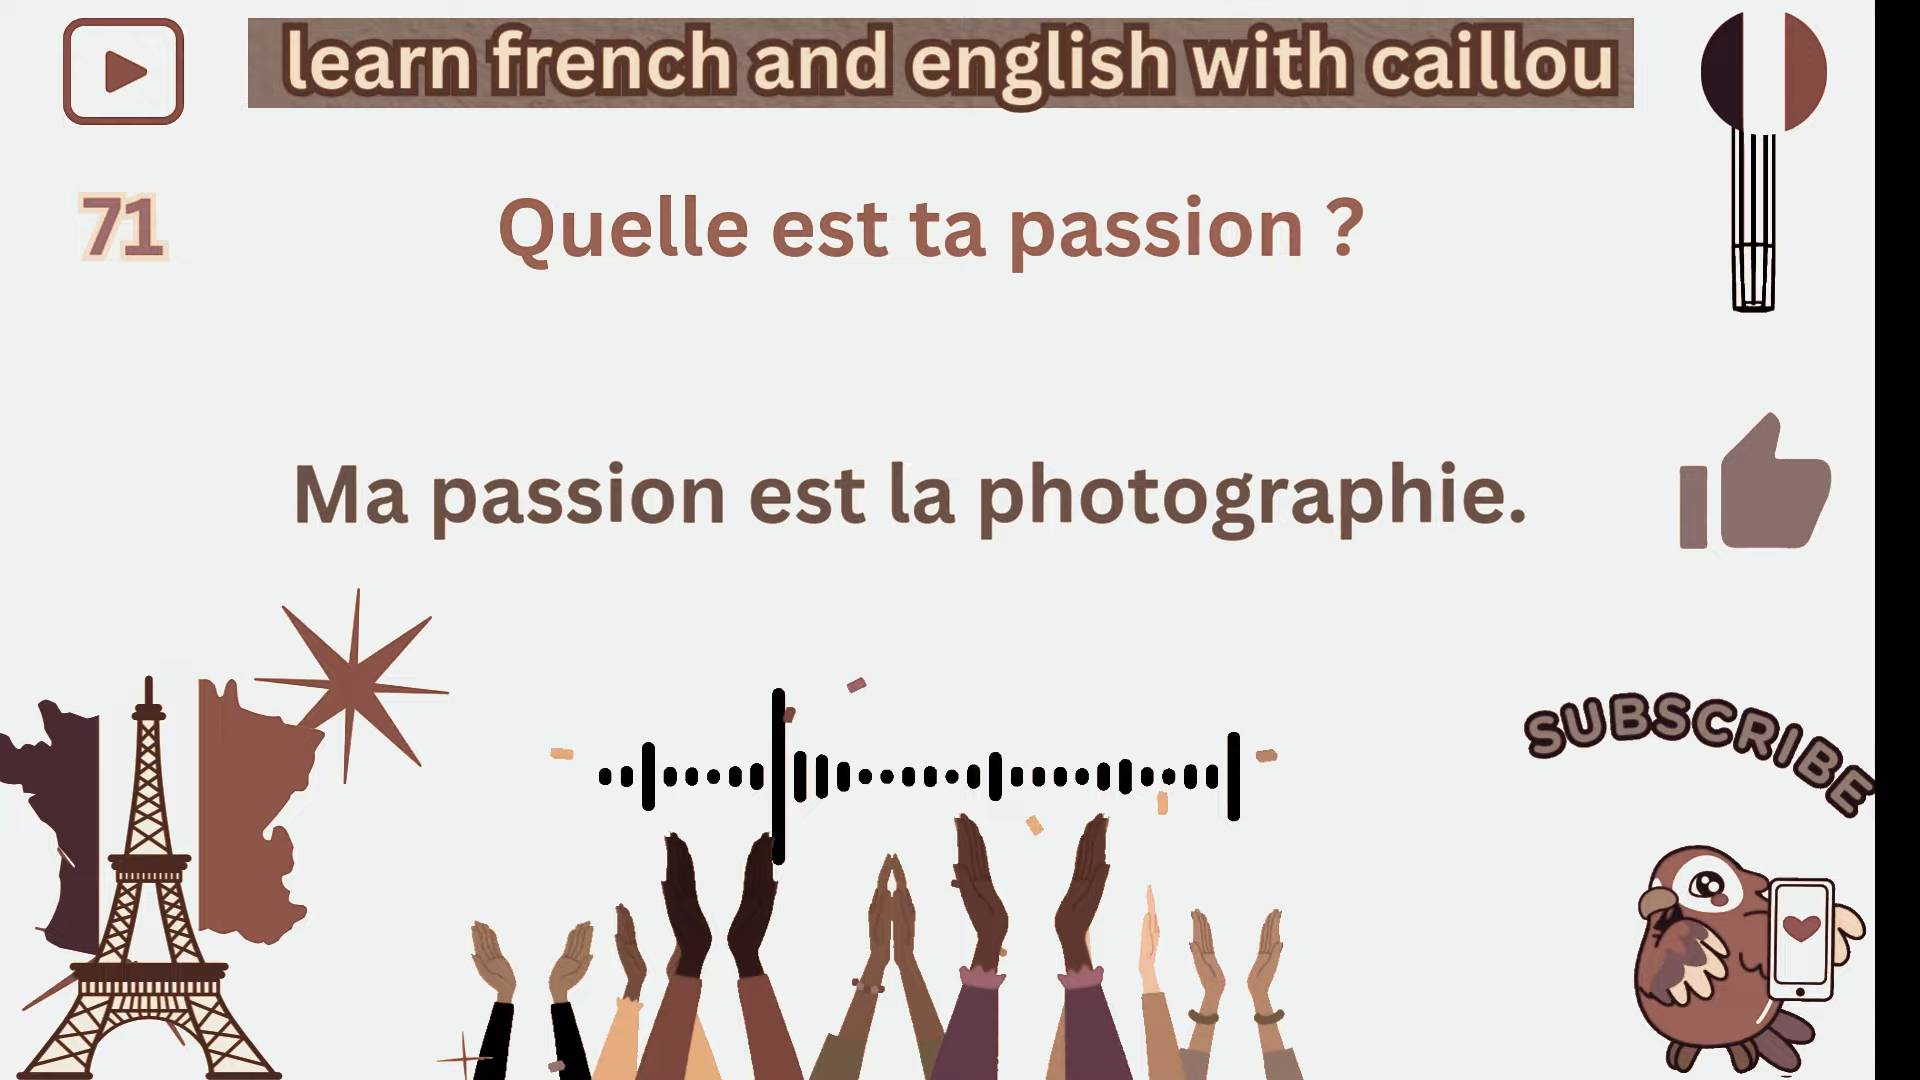 learn french and english with caillou
71
Quelle est ta passion ?
Ma passion est la photographie.
SUBSCRIBE